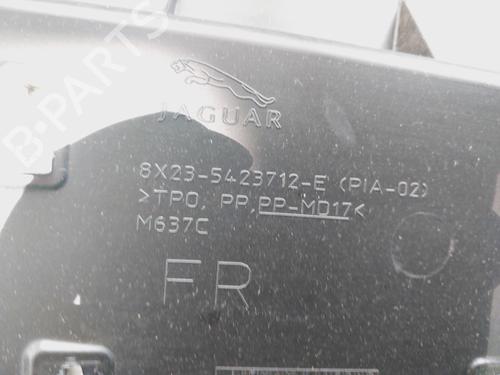 JAGUAR
8X23-5423712-E (PIA-02)
>TPO, PP, PP-MD17<
M637C
FR
B-PARTS